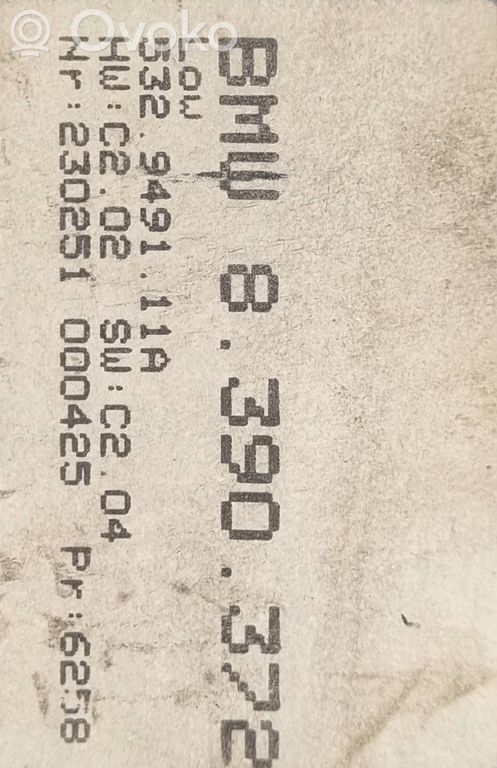 OVOKO
BMW 8.390.372
LOW
532.9491.11A
HW:C2.02 SW:C2.04
Nr:230251 000425 Pr:6258